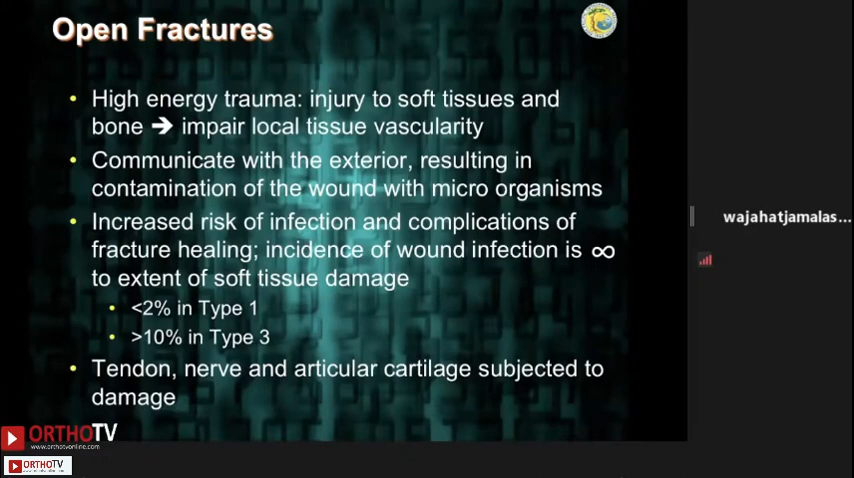 Open Fractures
• High energy trauma: injury to soft tissues and
bone ➔ impair local tissue vascularity
• Communicate with the exterior, resulting in
contamination of the wound with micro organisms
• Increased risk of infection and complications of
fracture healing; incidence of wound infection is ∞
to extent of soft tissue damage
• <2% in Type 1
• >10% in Type 3
• Tendon, nerve and articular cartilage subjected to
damage
wajahatjamalas...
ORTHOTV
www.orthotvonline.com
ORTHOTV